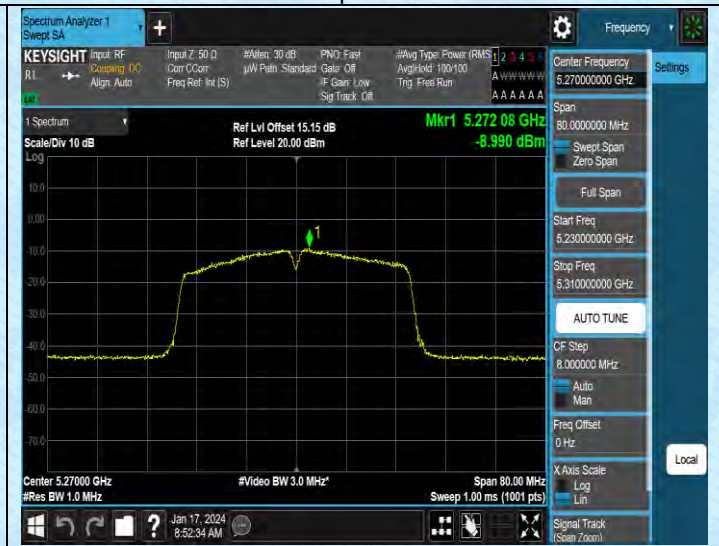 Spectrum Analyzer 1
Swept SA
+
Frequency
KEYSIGHT Input: RF Input Z: 50 Ω #Atten: 30 dB PNO: Fast #Avg Type: Power (RMS 1 2 3 4 5 6
RL Coupling: DC Corr CCorr µW Path: Standard Gate: Off Avg|Hold: 100/100 A W W W W W
Align: Auto Freq Ref: Int (S) IF Gain: Low Trig: Free Run
Sig Track: Off A A A A A A
Settings
Center Frequency
5.270000000 GHz
Span
80.0000000 MHz
Swept Span
Zero Span
Full Span
Start Freq
5.230000000 GHz
Stop Freq
5.310000000 GHz
AUTO TUNE
CF Step
8.000000 MHz
Auto
Man
Freq Offset
0 Hz
X Axis Scale
Log
Lin
Signal Track
(Span Zoom)
Local
1 Spectrum
Scale/Div 10 dB
Ref Lvl Offset 15.15 dB
Ref Level 20.00 dBm
Mkr1 5.272 08 GHz
-8.990 dBm
Log
10.0
0.00
-10.0
-20.0
-30.0
-40.0
-50.0
-60.0
-70.0
1
Center 5.27000 GHz #Video BW 3.0 MHz* Span 80.00 MHz
#Res BW 1.0 MHz Sweep 1.00 ms (1001 pts)
?
Jan 17, 2024
8:52:34 AM